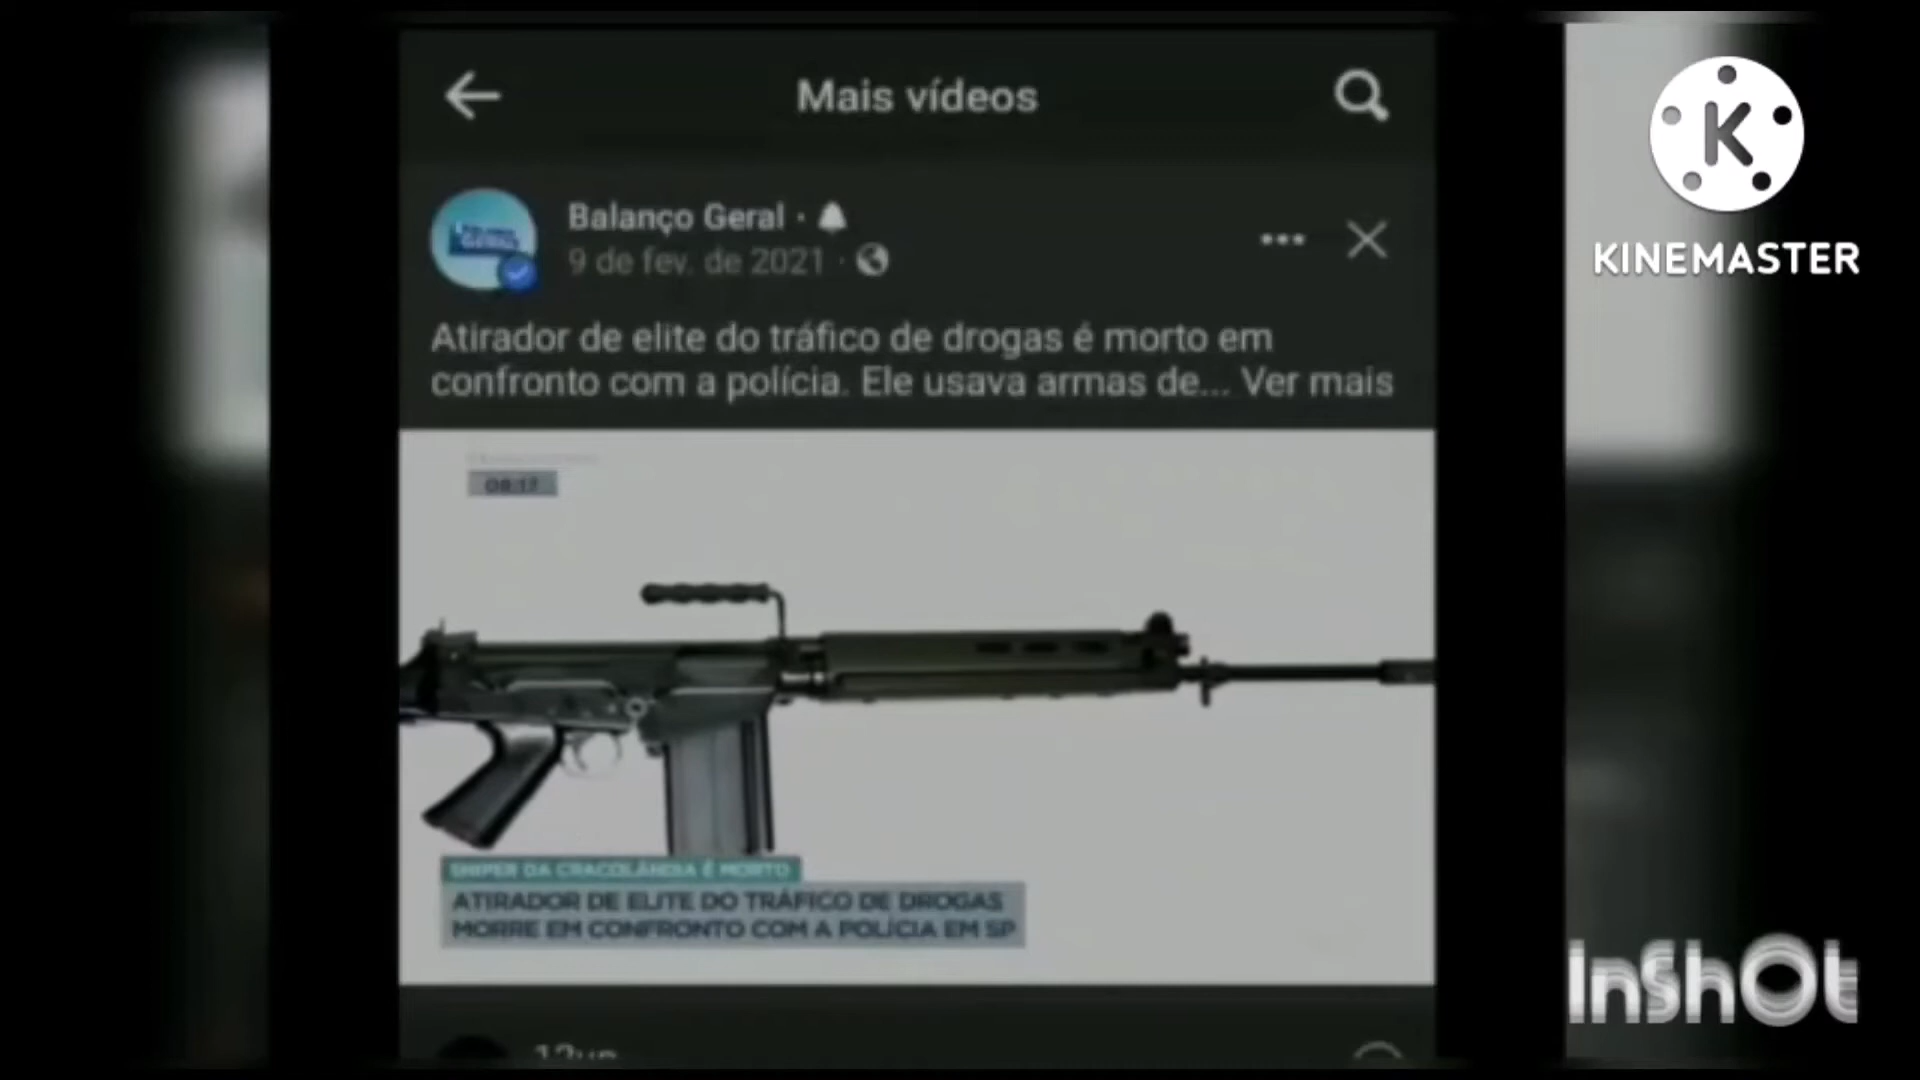 Mais vídeos
Balanço Geral ·
9 de fev. de 2021 ·
Atirador de elite do tráfico de drogas é morto em
confronto com a polícia. Ele usava armas de... Ver mais
08:17
SNIPER DA CRACOLÂNDIA É MORTO
ATIRADOR DE ELITE DO TRÁFICO DE DROGAS
MORRE EM CONFRONTO COM A POLÍCIA EM SP
K
KINEMASTER
InShOt